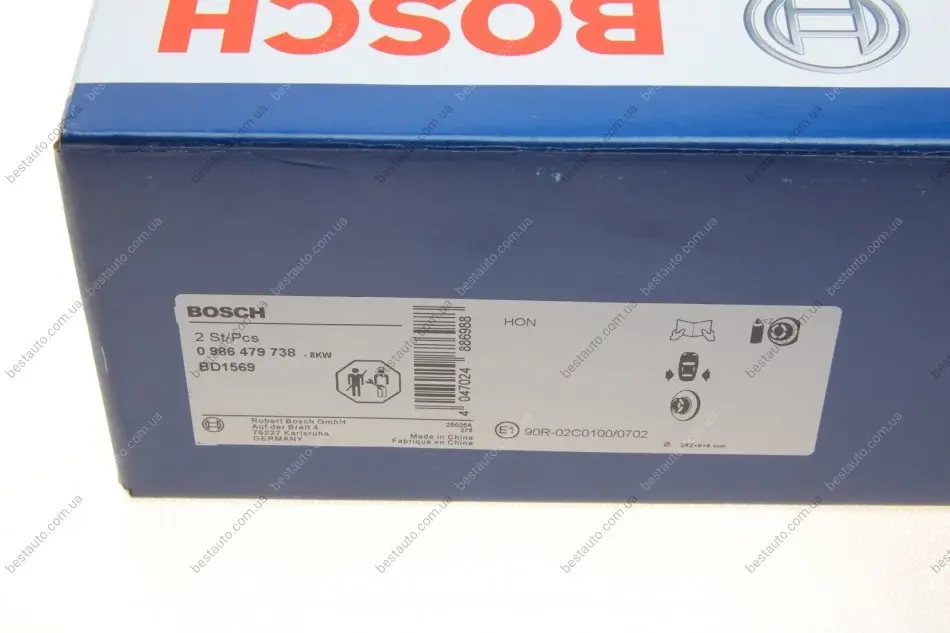 BOSCH
BOSCH
2 St/Pcs
0 986 479 738 - 8KW
BD1569
Robert Bosch GmbH
Auf der Breit 4
76227 Karlsruhe
GERMANY
Made in China
Fabriqué en China
4 047024 886988
HON
E1 90R-02C0100/0702
bestauto.com.ua